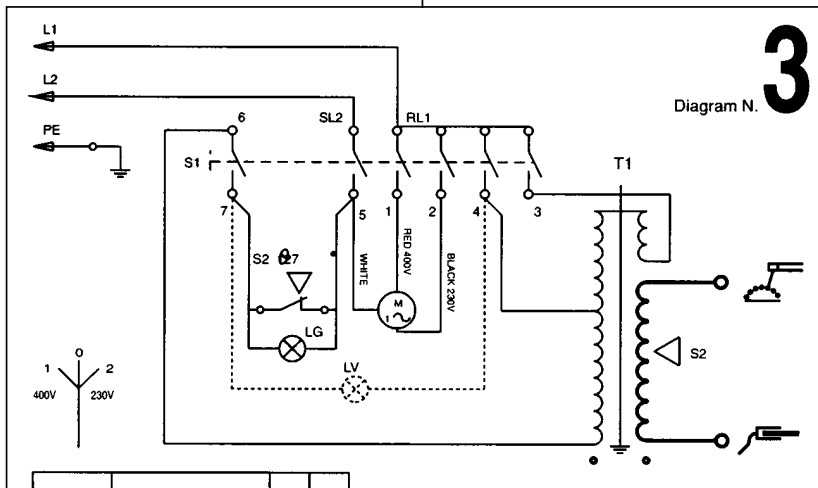 L1
L2
PE
Diagram N. 3
6
SL2
RL1
S1
T1
7
5
1
2
4
3
S2
WHITE
RED 400V
BLACK 230V
M
1
LG
LV
S2
0
1 2
400V 230V